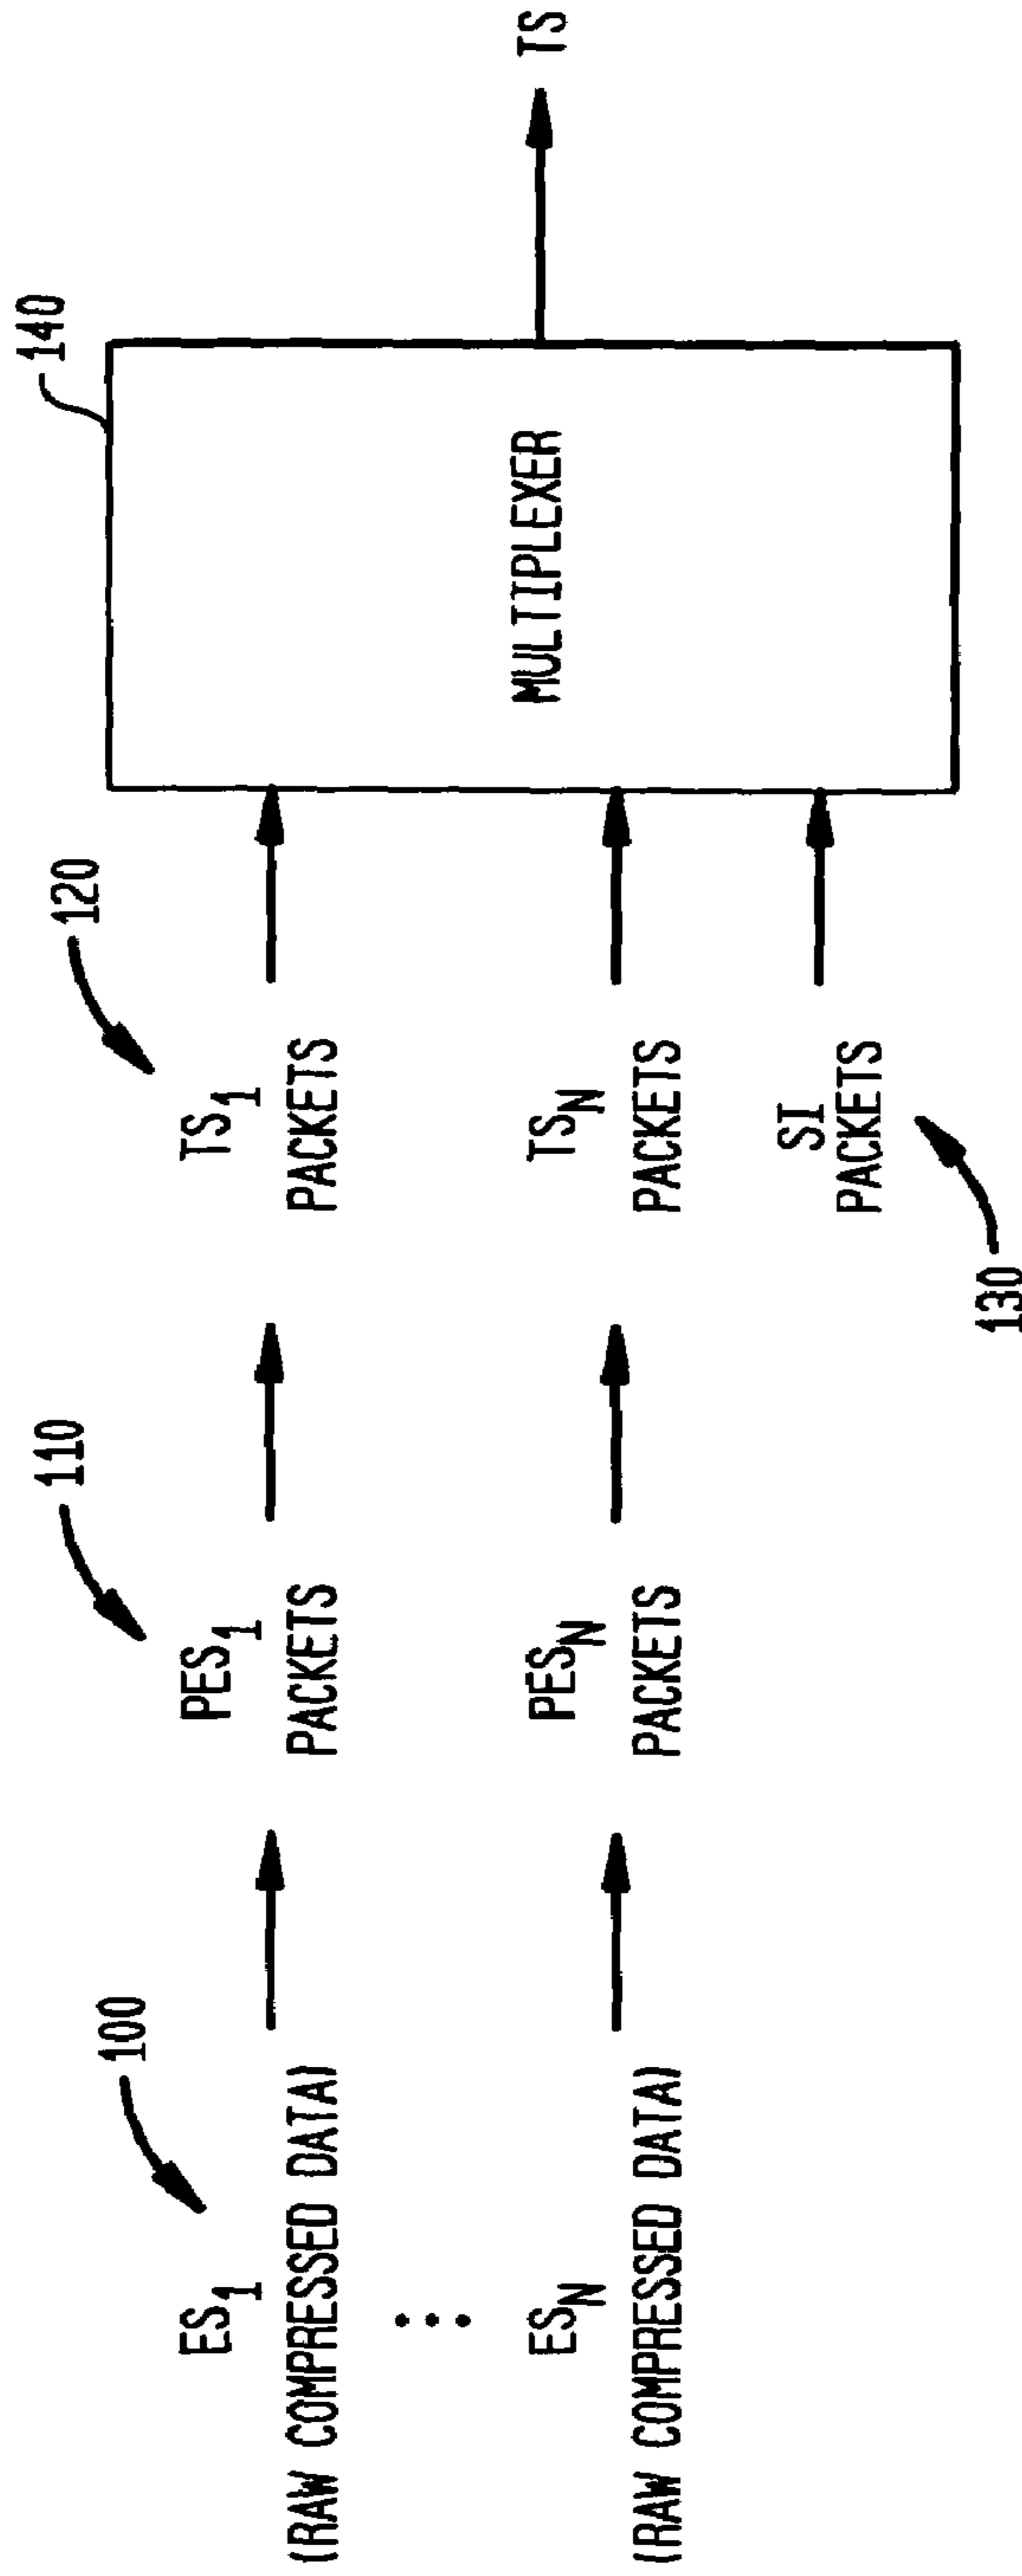 100
110
120
140
ES1
(RAW COMPRESSED DATA)
PES1
PACKETS
TS1
PACKETS
MULTIPLEXER
TS
ESN
(RAW COMPRESSED DATA)
PESN
PACKETS
TSN
PACKETS
SI
PACKETS
130